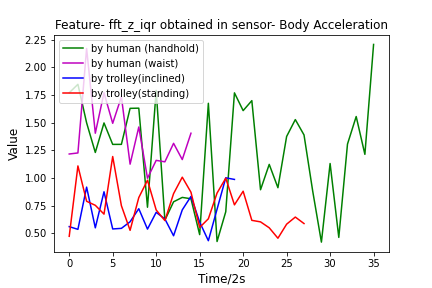 Feature- fft_z_iqr obtained in sensor- Body Acceleration
2.25
2.00
1.75
1.50
1.25
1.00
0.75
0.50
Value
by human (handhold)
by human (waist)
by trolley(inclined)
by trolley(standing)
0 5 10 15 20 25 30 35
Time/2s